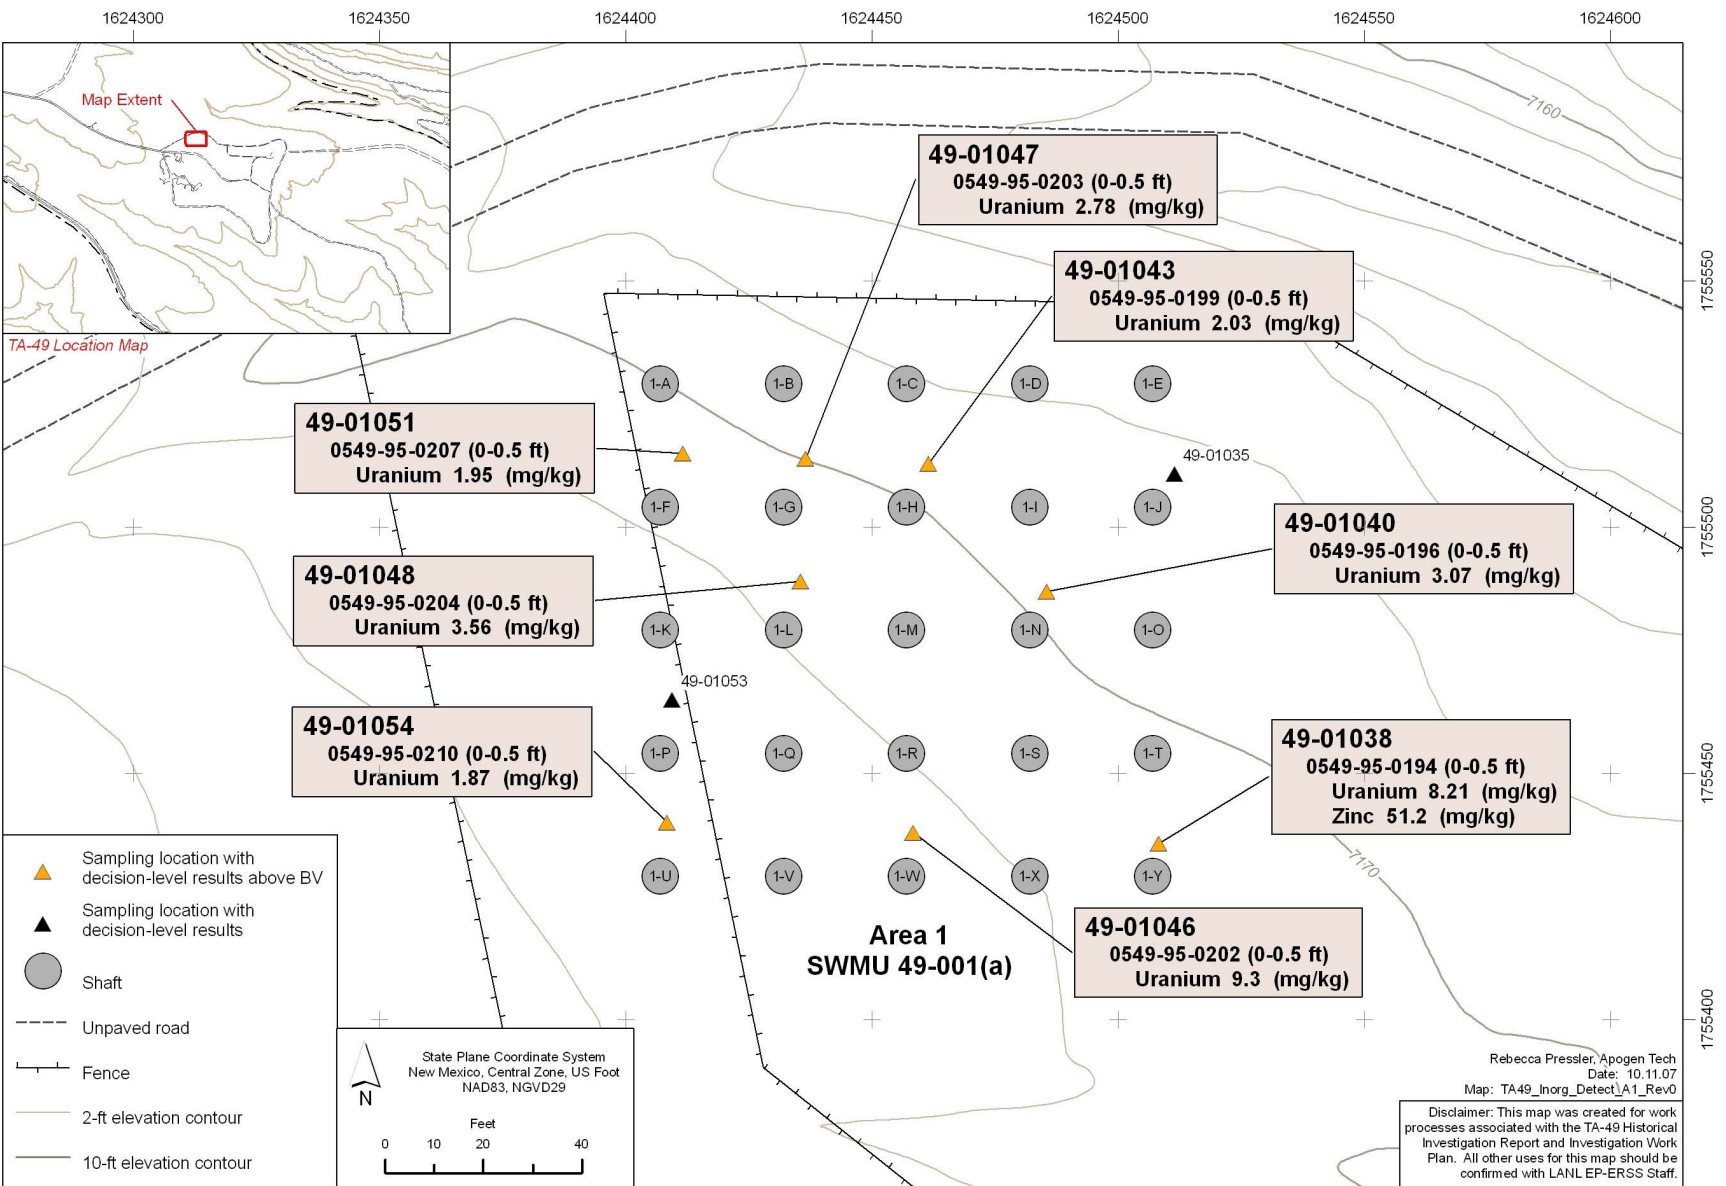 1624300
1624350
1624400
1624450
1624500
1624550
1624600
Map Extent
TA-49 Location Map
7160
49-01047
0549-95-0203 (0-0.5 ft)
Uranium 2.78 (mg/kg)
49-01043
0549-95-0199 (0-0.5 ft)
Uranium 2.03 (mg/kg)
1755550
1-A
1-B
1-C
1-D
1-E
49-01051
0549-95-0207 (0-0.5 ft)
Uranium 1.95 (mg/kg)
49-01035
1-F
1-G
1-H
1-I
1-J
49-01040
0549-95-0196 (0-0.5 ft)
Uranium 3.07 (mg/kg)
1755500
49-01048
0549-95-0204 (0-0.5 ft)
Uranium 3.56 (mg/kg)
1-K
1-L
1-M
1-N
1-O
49-01053
49-01054
0549-95-0210 (0-0.5 ft)
Uranium 1.87 (mg/kg)
1-P
1-Q
1-R
1-S
1-T
49-01038
0549-95-0194 (0-0.5 ft)
Uranium 8.21 (mg/kg)
Zinc 51.2 (mg/kg)
1755450
7170
1-U
1-V
1-W
1-X
1-Y
Area 1
SWMU 49-001(a)
49-01046
0549-95-0202 (0-0.5 ft)
Uranium 9.3 (mg/kg)
1755400
Sampling location with
decision-level results above BV
Sampling location with
decision-level results
Shaft
Unpaved road
Fence
2-ft elevation contour
10-ft elevation contour
N
State Plane Coordinate System
New Mexico, Central Zone, US Foot
NAD83, NGVD29
Feet
0 10 20 40
Rebecca Pressler, Apogen Tech
Date: 10.11.07
Map: TA49_Inorg_Detect_A1_Rev0
Disclaimer: This map was created for work
processes associated with the TA-49 Historical
Investigation Report and Investigation Work
Plan. All other uses for this map should be
confirmed with LANL EP-ERSS Staff.